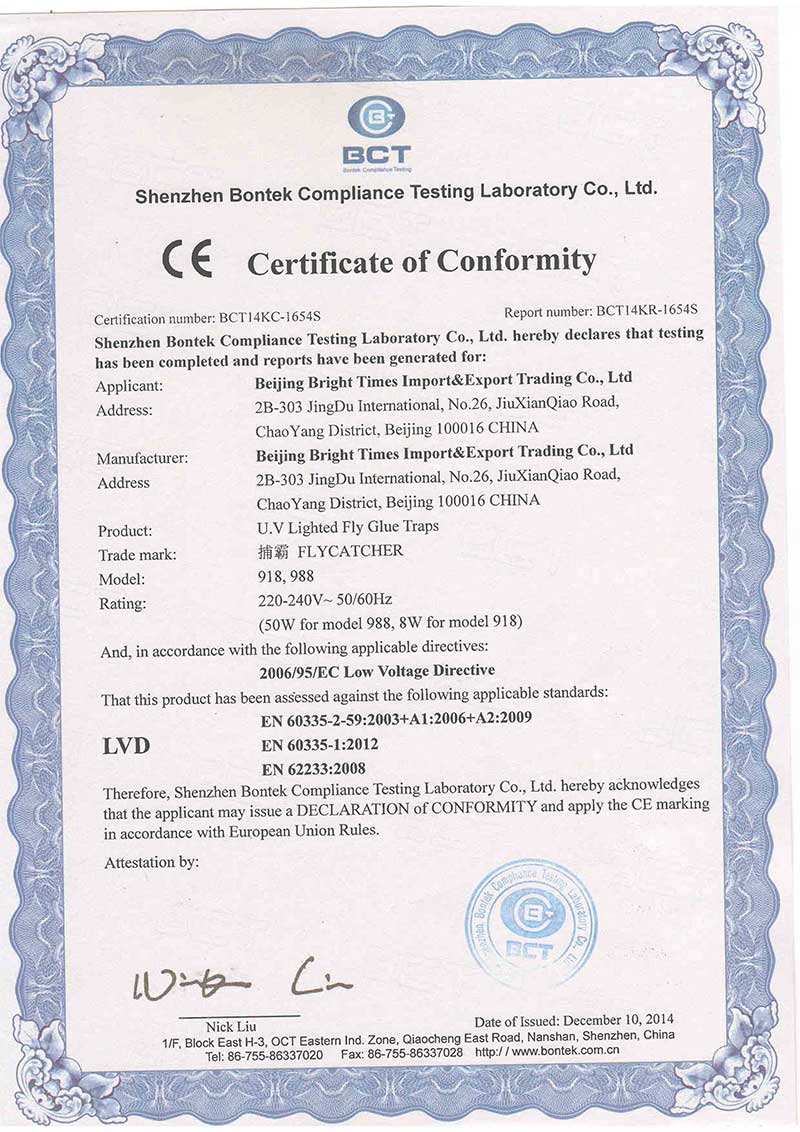 BCT
Bontek Compliance Testing
Shenzhen Bontek Compliance Testing Laboratory Co., Ltd.
CE Certificate of Conformity
Certification number: BCT14KC-1654S Report number: BCT14KR-1654S
Shenzhen Bontek Compliance Testing Laboratory Co., Ltd. hereby declares that testing
has been completed and reports have been generated for:
Applicant: Beijing Bright Times Import&Export Trading Co., Ltd
Address: 2B-303 JingDu International, No.26, JiuXianQiao Road,
ChaoYang District, Beijing 100016 CHINA
Manufacturer: Beijing Bright Times Import&Export Trading Co., Ltd
Address 2B-303 JingDu International, No.26, JiuXianQiao Road,
ChaoYang District, Beijing 100016 CHINA
Product: U.V Lighted Fly Glue Traps
Trade mark: 捕霸 FLYCATCHER
Model: 918, 988
Rating: 220-240V~ 50/60Hz
(50W for model 988, 8W for model 918)
And, in accordance with the following applicable directives:
2006/95/EC Low Voltage Directive
That this product has been assessed against the following applicable standards:
EN 60335-2-59:2003+A1:2006+A2:2009
LVD EN 60335-1:2012
EN 62233:2008
Therefore, Shenzhen Bontek Compliance Testing Laboratory Co., Ltd. hereby acknowledges
that the applicant may issue a DECLARATION of CONFORMITY and apply the CE marking
in accordance with European Union Rules.
Attestation by:
Shenzhen Bontek Compliance Testing Laboratory Co., Ltd
BCT
Nick Liu Date of Issued: December 10, 2014
1/F, Block East H-3, OCT Eastern Ind. Zone, Qiaocheng East Road, Nanshan, Shenzhen, China
Tel: 86-755-86337020 Fax: 86-755-86337028 http://www.bontek.com.cn